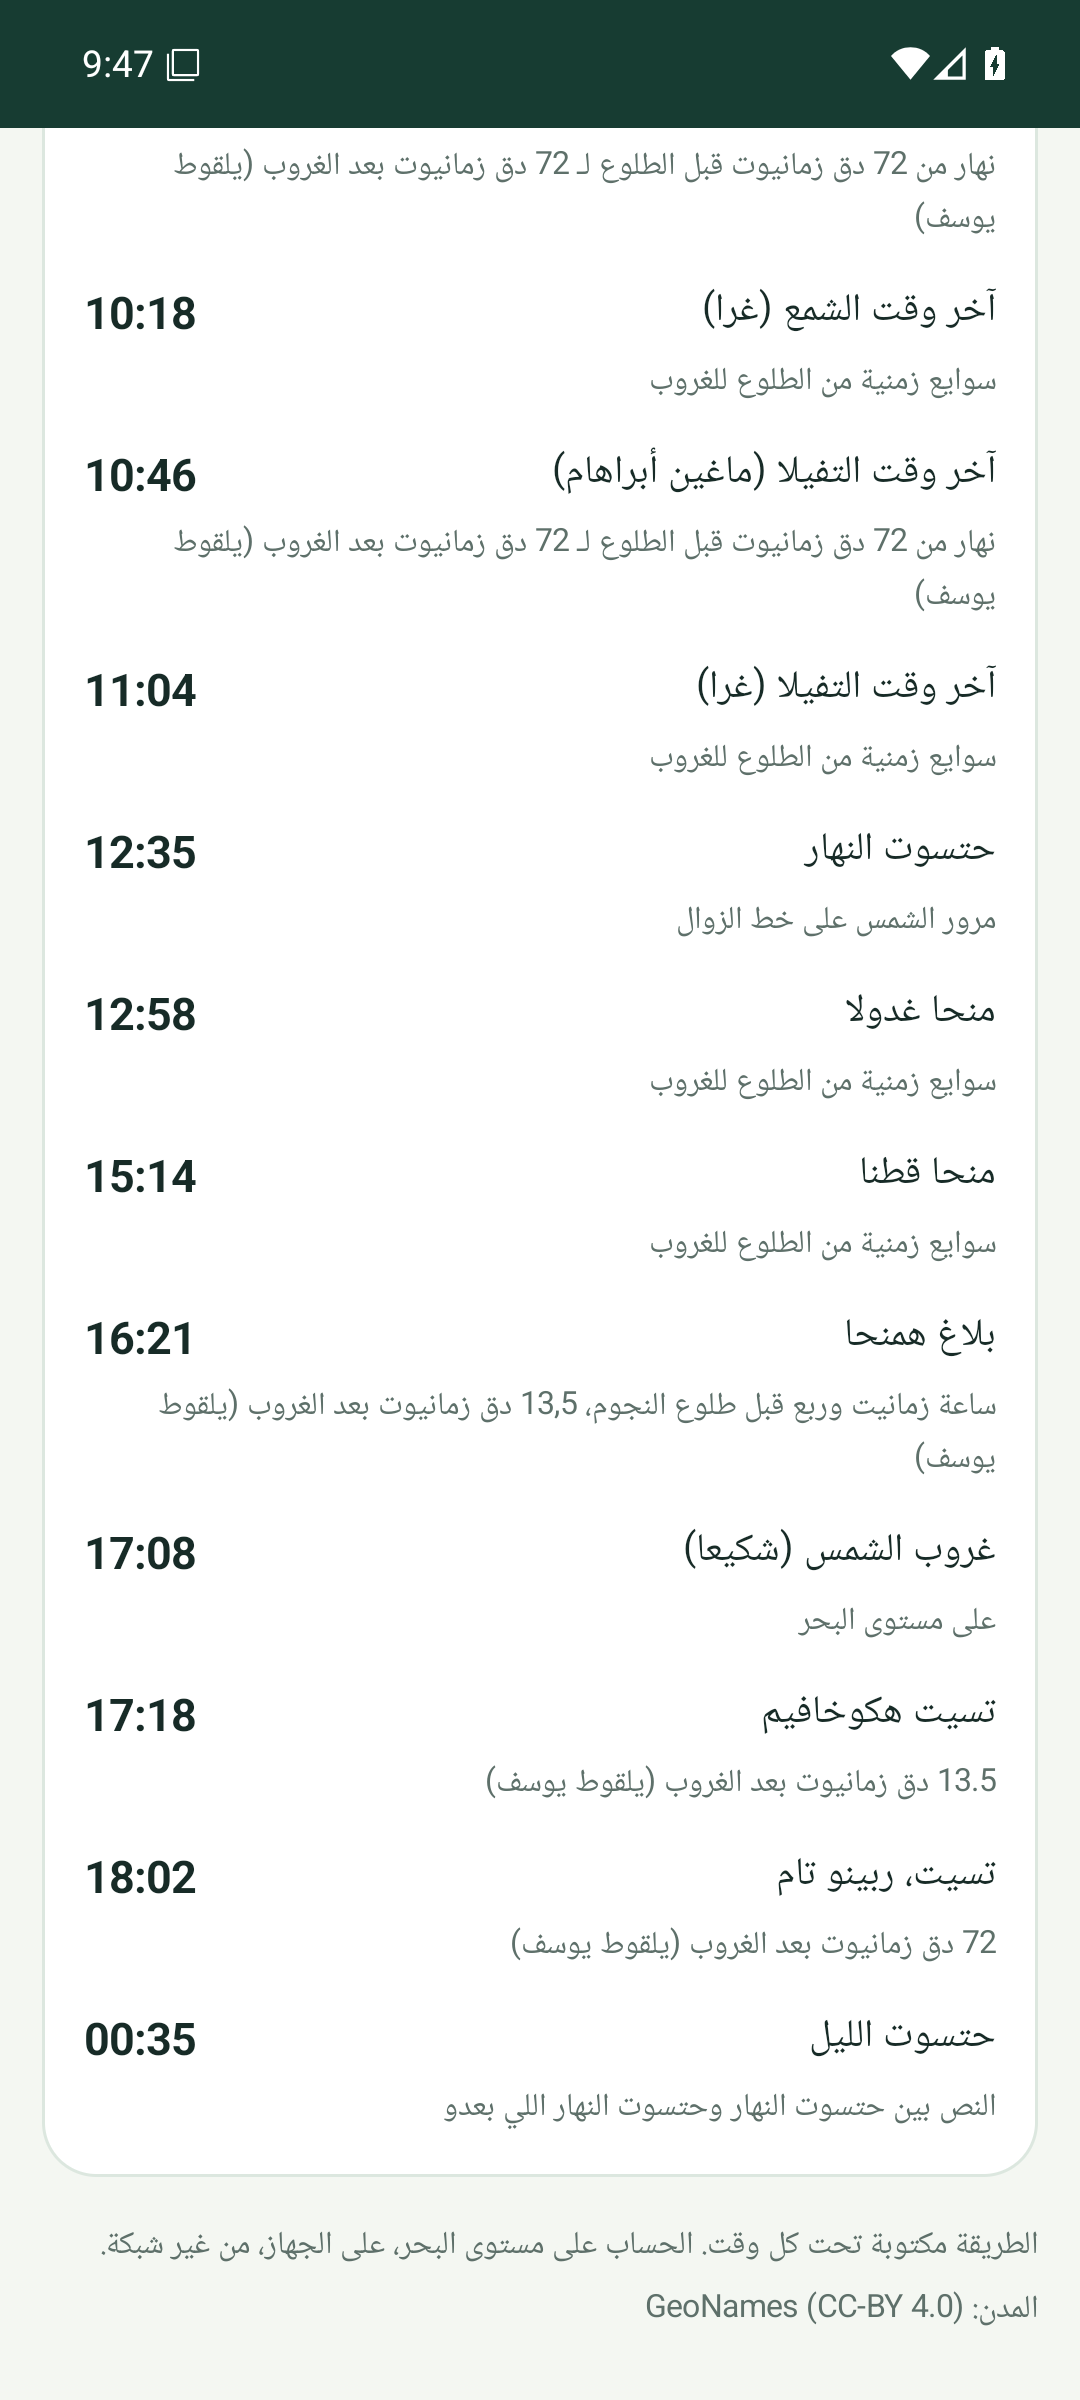 9:47
نهار من 72 دق زمانيوت قبل الطلوع لـ 72 دق زمانيوت بعد الغروب (يلقوط
يوسف)
آخر وقت الشمع (غرا)
10:18
سوايع زمنية من الطلوع للغروب
آخر وقت التفيلا (ماغين أبراهام)
10:46
نهار من 72 دق زمانيوت قبل الطلوع لـ 72 دق زمانيوت بعد الغروب (يلقوط
يوسف)
آخر وقت التفيلا (غرا)
11:04
سوايع زمنية من الطلوع للغروب
حتسوت النهار
12:35
مرور الشمس على خط الزوال
منحا غدولا
12:58
سوايع زمنية من الطلوع للغروب
منحا قطنا
15:14
سوايع زمنية من الطلوع للغروب
بلاغ همنحا
16:21
ساعة زمانيت وربع قبل طلوع النجوم، 13,5 دق زمانيوت بعد الغروب (يلقوط
يوسف)
غروب الشمس (شكيعا)
17:08
على مستوى البحر
تسيت هكوخافيم
17:18
13.5 دق زمانيوت بعد الغروب (يلقوط يوسف)
تسيت، ربينو تام
18:02
72 دق زمانيوت بعد الغروب (يلقوط يوسف)
حتسوت الليل
00:35
النص بين حتسوت النهار وحتسوت النهار اللي بعدو
الطريقة مكتوبة تحت كل وقت. الحساب على مستوى البحر، على الجهاز، من غير شبكة.
المدن: GeoNames (CC-BY 4.0)